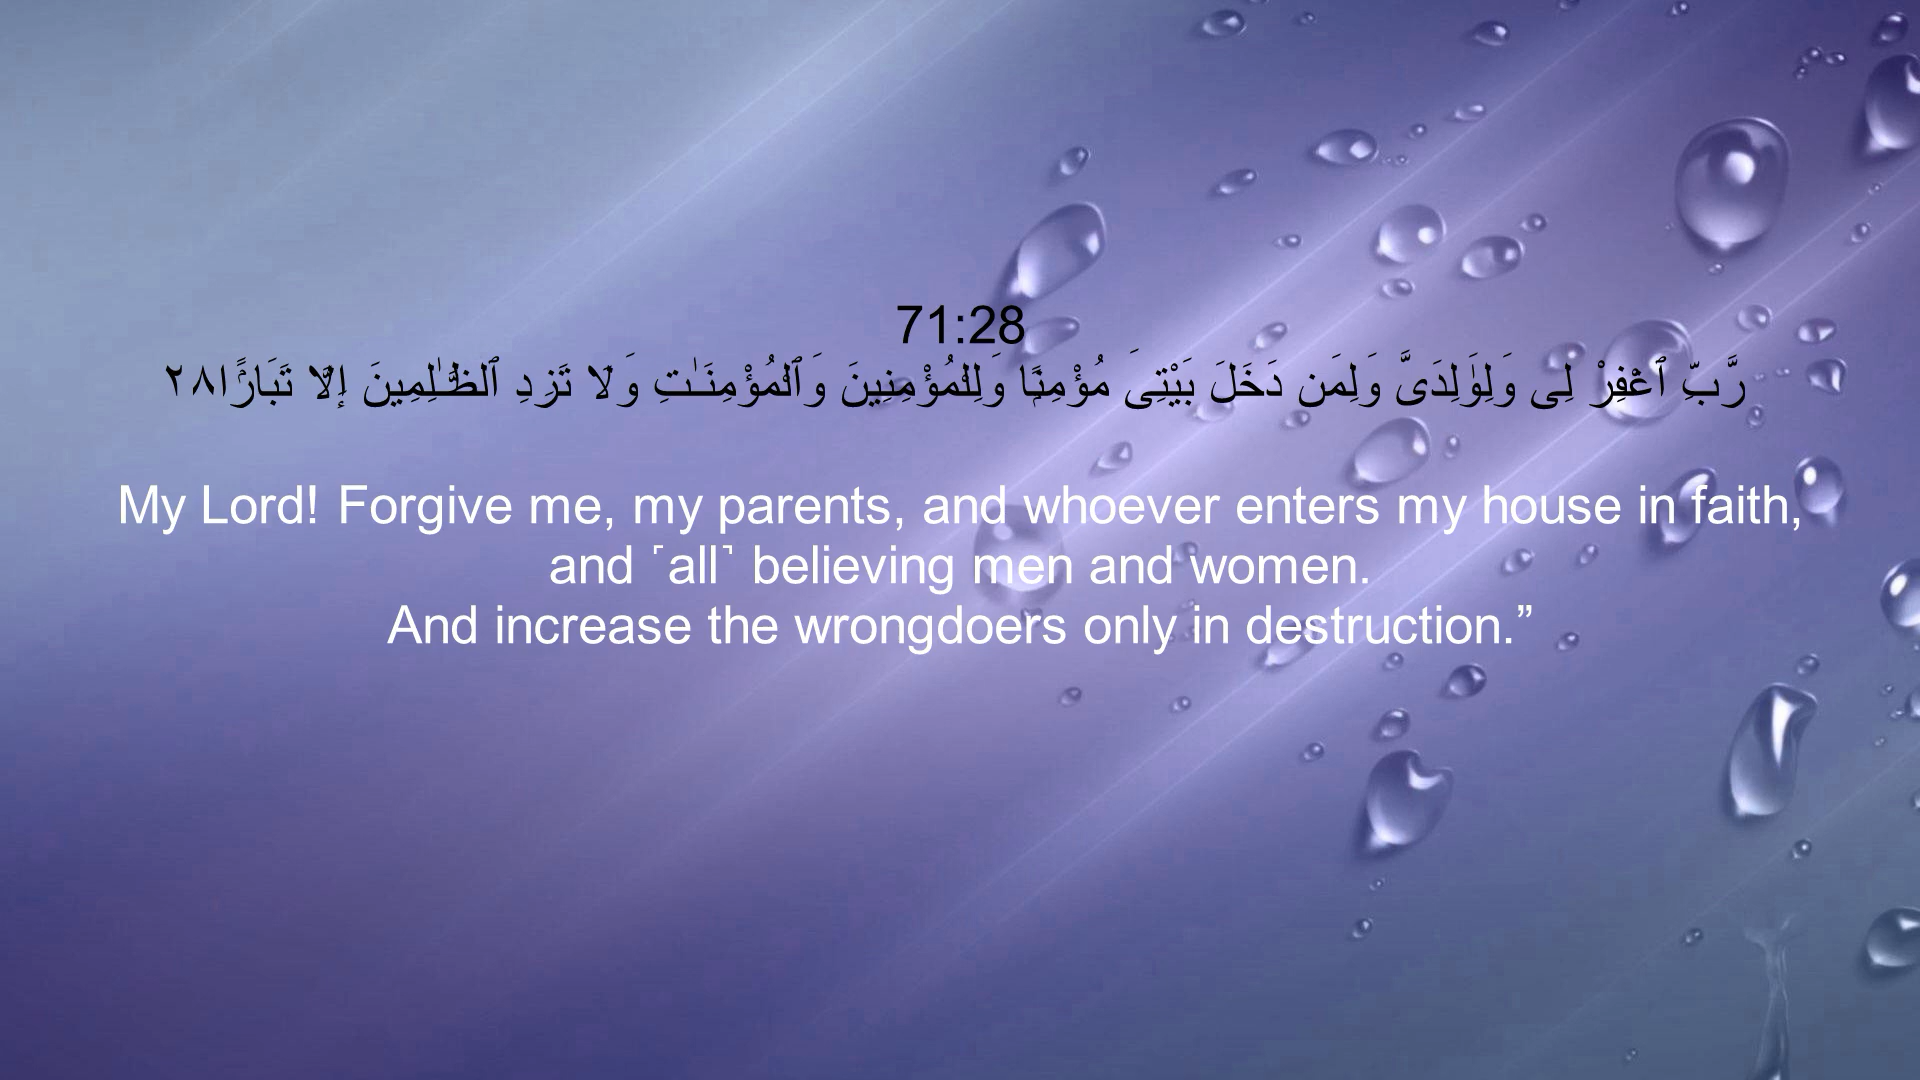 71:28
رَّبِّ ٱغْفِرْ لِى وَلِوَٰلِدَىَّ وَلِمَن دَخَلَ بَيْتِىَ مُؤْمِنًۭا وَلِلْمُؤْمِنِينَ وَٱلْمُؤْمِنَـٰتِ وَلَا تَزِدِ ٱلظَّـٰلِمِينَ إِلَّا تَبَارًۢا ٢٨
My Lord! Forgive me, my parents, and whoever enters my house in faith,
and ˹all˺ believing men and women.
And increase the wrongdoers only in destruction.”